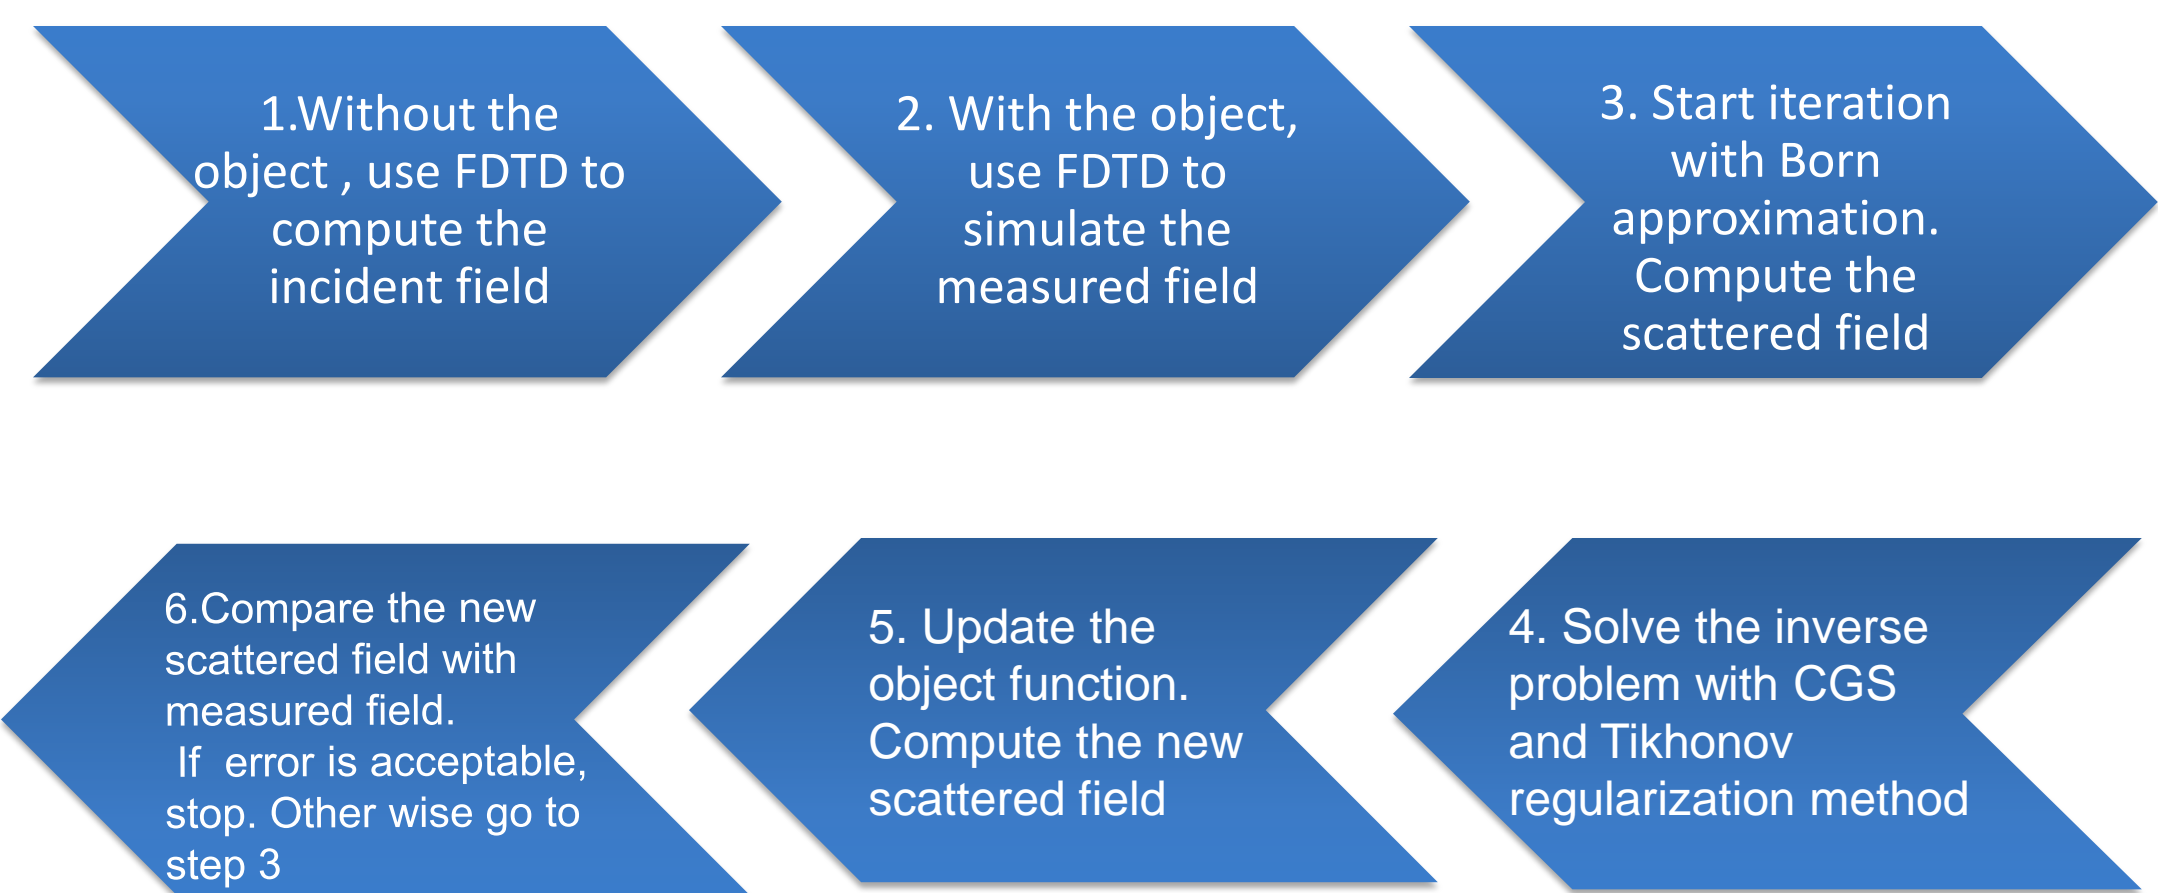 1.Without the
object , use FDTD to
compute the
incident field
2. With the object,
use FDTD to
simulate the
measured field
3. Start iteration
with Born
approximation.
Compute the
scattered field
4. Solve the inverse
problem with CGS
and Tikhonov
regularization method
5. Update the
object function.
Compute the new
scattered field
6.Compare the new
scattered field with
measured field.
If  error is acceptable,
stop. Other wise go to
step 3